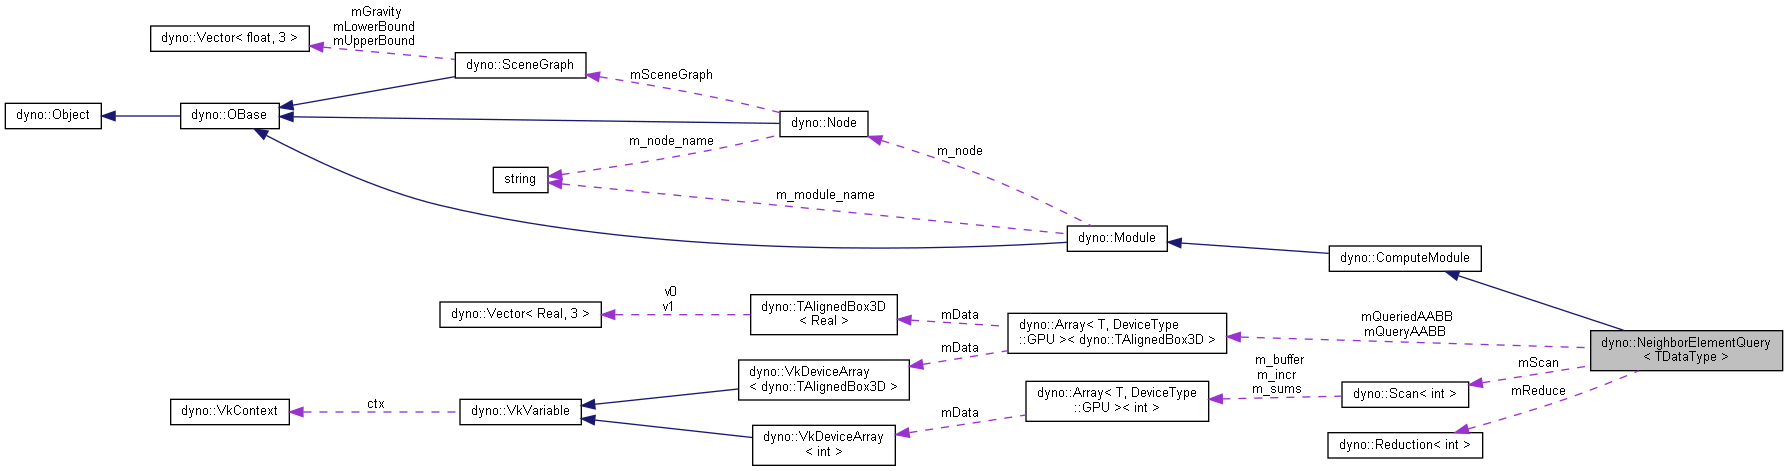 mGravity
mLowerBound
mUpperBound
dyno::Vector< float, 3 >
dyno::SceneGraph
mSceneGraph
dyno::Object
dyno::OBase
dyno::Node
m_node_name
m_node
string
m_module_name
dyno::Module
dyno::ComputeModule
v0
v1
dyno::Vector< Real, 3 >
dyno::TAlignedBox3D
< Real >
mData
dyno::Array< T, DeviceType
::GPU >< dyno::TAlignedBox3D >
mQueriedAABB
mQueryAABB
dyno::NeighborElementQuery
< TDataType >
mData
dyno::VkDeviceArray
< dyno::TAlignedBox3D >
m_buffer
m_incr
m_sums
mScan
mReduce
dyno::Scan< int >
dyno::Array< T, DeviceType
::GPU >< int >
dyno::VkContext
ctx
dyno::VkVariable
mData
dyno::VkDeviceArray
< int >
dyno::Reduction< int >